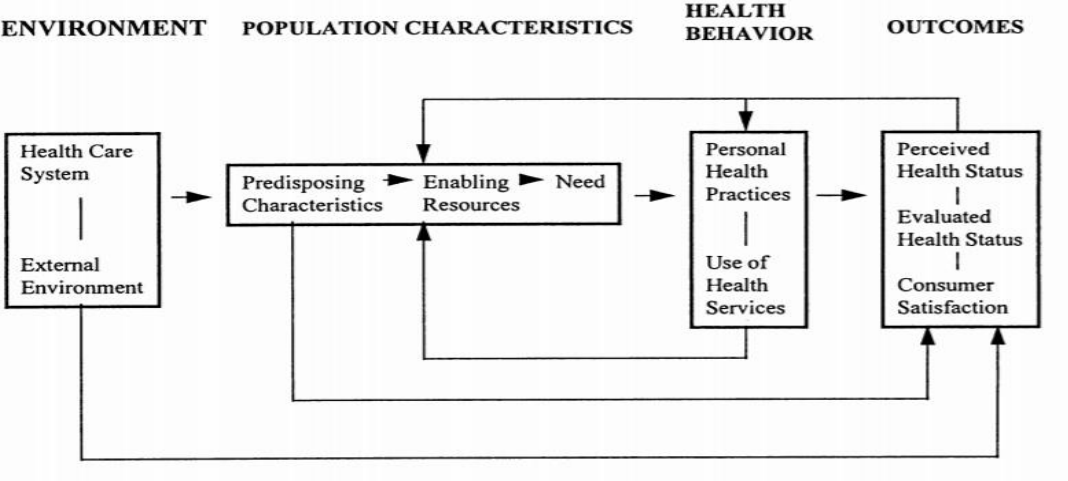 ENVIRONMENT
POPULATION CHARACTERISTICS
HEALTH
BEHAVIOR
OUTCOMES
Health Care
System
External
Environment
Predisposing
Characteristics
Enabling
Resources
Need
Personal
Health
Practices
Use of
Health
Services
Perceived
Health Status
Evaluated
Health Status
Consumer
Satisfaction